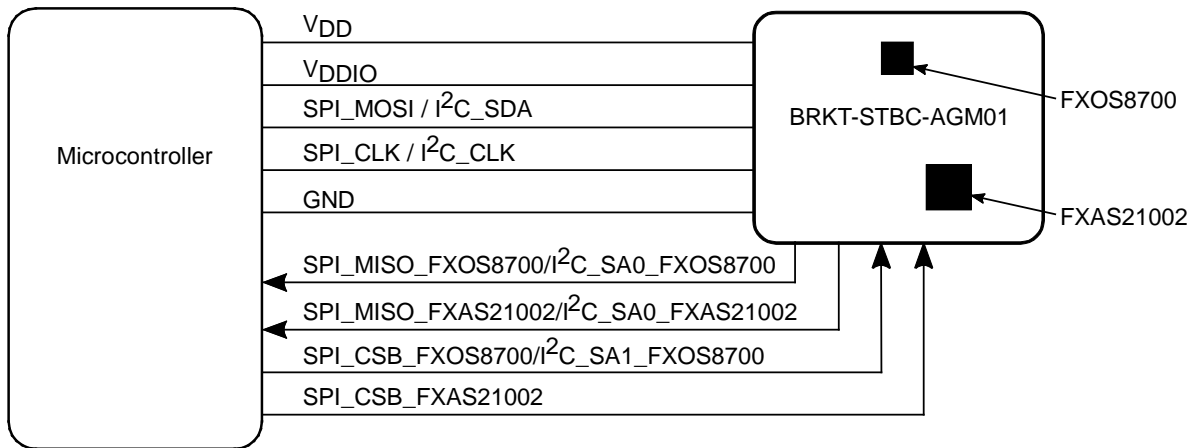 Microcontroller
VDD
VDDIO
SPI_MOSI / I2C_SDA
SPI_CLK / I2C_CLK
GND
SPI_MISO_FXOS8700/I2C_SA0_FXOS8700
SPI_MISO_FXAS21002/I2C_SA0_FXAS21002
SPI_CSB_FXOS8700/I2C_SA1_FXOS8700
SPI_CSB_FXAS21002
BRKT-STBC-AGM01
FXOS8700
FXAS21002